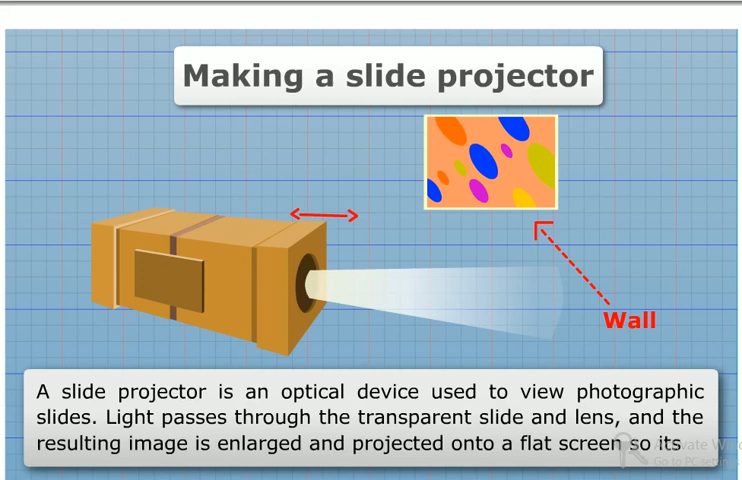 Making a slide projector
Wall
A slide projector is an optical device used to view photographic
slides. Light passes through the transparent slide and lens, and the
resulting image is enlarged and projected onto a flat screen so its